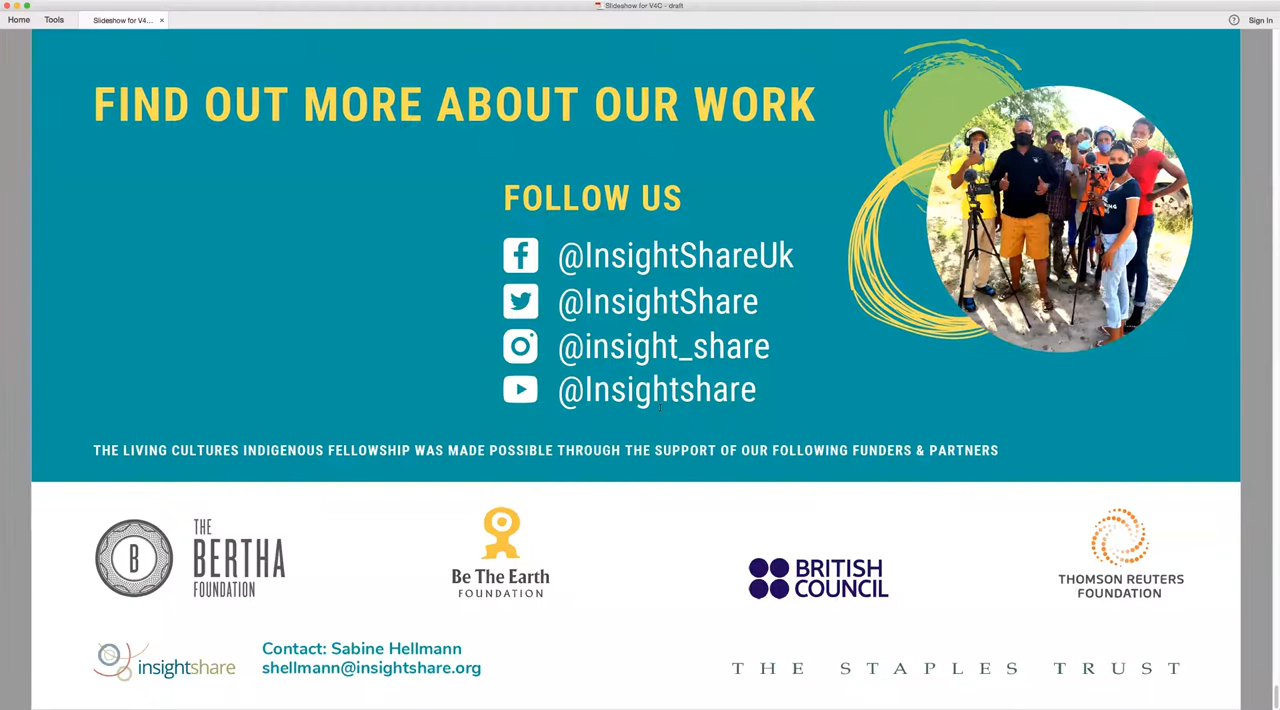 Slideshow for V4C - draft
Home Tools Slideshow for V4... × ? Sign In
FIND OUT MORE ABOUT OUR WORK
FOLLOW US
@InsightShareUk
@InsightShare
@insight_share
@Insightshare
THE LIVING CULTURES INDIGENOUS FELLOWSHIP WAS MADE POSSIBLE THROUGH THE SUPPORT OF OUR FOLLOWING FUNDERS & PARTNERS
B
THE
BERTHA
FOUNDATION
Be The Earth
FOUNDATION
BRITISH
COUNCIL
THOMSON REUTERS
FOUNDATION
insightshare
Contact: Sabine Hellmann
shellmann@insightshare.org
THE STAPLES TRUST